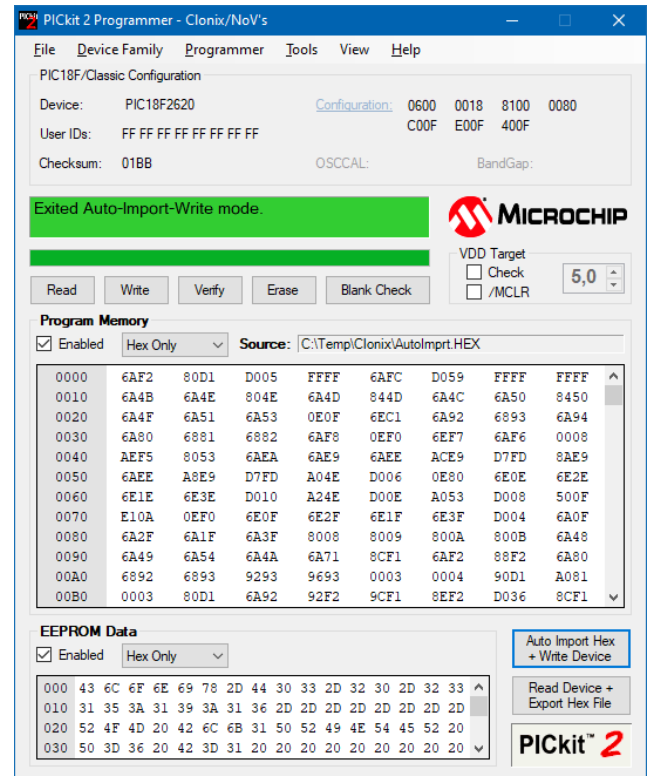 PICkit 2 Programmer - Clonix/NoV's
File Device Family Programmer Tools View Help
PIC18F/Classic Configuration
Device: PIC18F2620 Configuration: 0600 0018 8100 0080
C00F E00F 400F
User IDs: FF FF FF FF FF FF FF FF
Checksum: 01BB OSCCAL: BandGap:
Exited Auto-Import-Write mode.
MICROCHIP
VDD Target
Check
/MCLR
5,0
Read Write Verify Erase Blank Check
Program Memory
Enabled Hex Only Source: C:\Temp\Clonix\AutoImprt.HEX
0000 6AF2 80D1 D005 FFFF 6AFC D059 FFFF FFFF
0010 6A4B 6A4E 804E 6A4D 844D 6A4C 6A50 8450
0020 6A4F 6A51 6A53 0E0F 6EC1 6A92 6893 6A94
0030 6A80 6881 6882 6AF8 0EF0 6EF7 6AF6 0008
0040 AEF5 8053 6AEA 6AE9 6AEE ACE9 D7FD 8AE9
0050 6AEE A8E9 D7FD A04E D006 0E80 6E0E 6E2E
0060 6E1E 6E3E D010 A24E D00E A053 D008 500F
0070 E10A 0EF0 6E0F 6E2F 6E1F 6E3F D004 6A0F
0080 6A2F 6A1F 6A3F 8008 8009 800A 800B 6A48
0090 6A49 6A54 6A4A 6A71 8CF1 6AF2 88F2 6A80
00A0 6892 6893 9293 9693 0003 0004 90D1 A081
00B0 0003 80D1 6A92 92F2 9CF1 8EF2 D036 8CF1
EEPROM Data
Enabled Hex Only
000 43 6C 6F 6E 69 78 2D 44 30 33 2D 32 30 2D 32 33
010 31 35 3A 31 39 3A 31 36 2D 2D 2D 2D 2D 2D 2D 2D
020 52 4F 4D 20 42 6C 6B 31 50 52 49 4E 54 45 52 20
030 50 3D 36 20 42 3D 31 20 20 20 20 20 20 20 20 20
Auto Import Hex
+ Write Device
Read Device +
Export Hex File
PICkit™ 2